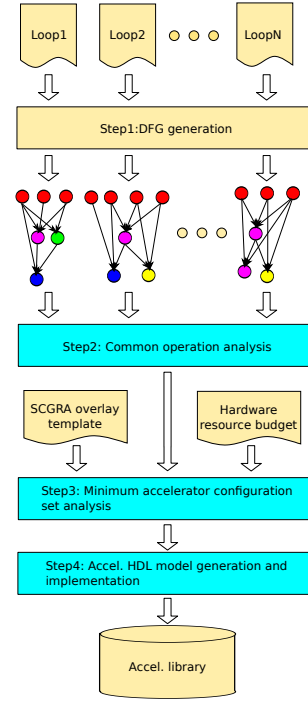 Loop1
Loop2
LoopN
Step1:DFG generation
Step2: Common operation analysis
SCGRA overlay
template
Hardware
resource budget
Step3: Minimum accelerator configuration
set analysis
Step4: Accel. HDL model generation and
implementation
Accel. library